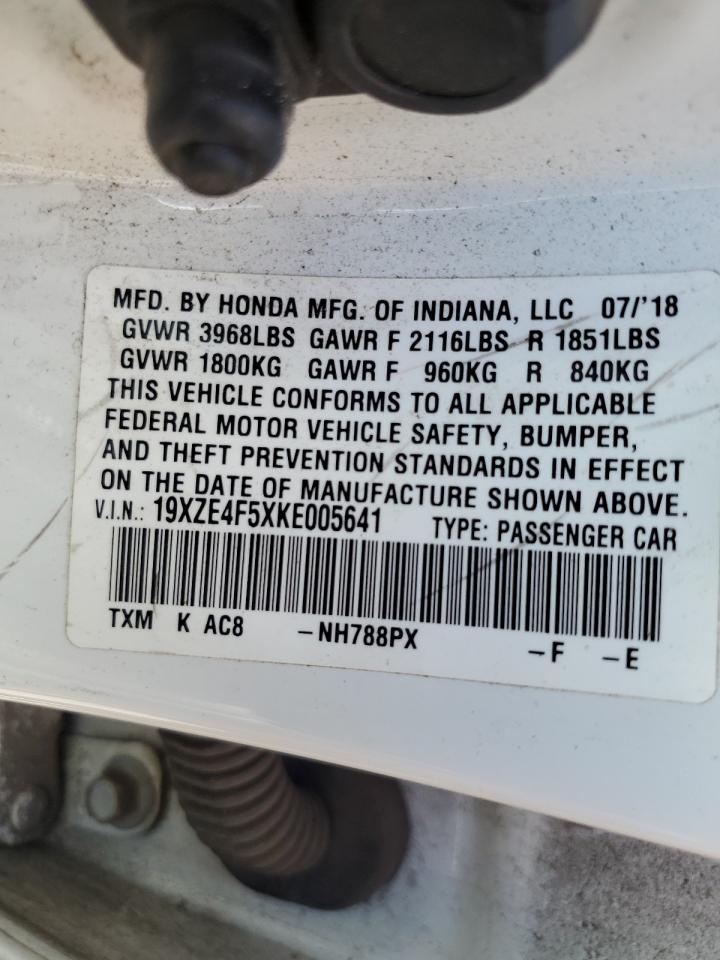 MFD. BY HONDA MFG. OF INDIANA, LLC 07/'18
GVWR 3968LBS GAWR F 2116LBS R 1851LBS
GVWR 1800KG GAWR F 960KG R 840KG
THIS VEHICLE CONFORMS TO ALL APPLICABLE
FEDERAL MOTOR VEHICLE SAFETY, BUMPER,
AND THEFT PREVENTION STANDARDS IN EFFECT
ON THE DATE OF MANUFACTURE SHOWN ABOVE.
V.I.N.: 19XZE4F5XKE005641 TYPE: PASSENGER CAR
TXM K AC8 -NH788PX -F -E